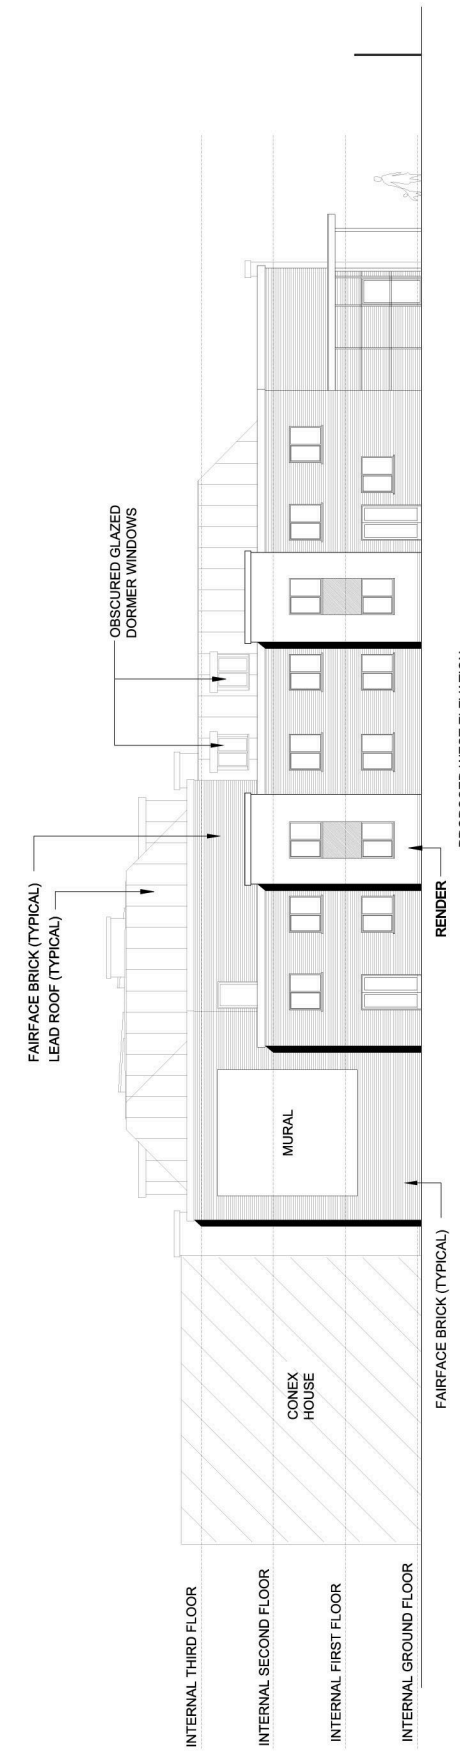 FAIRFACE BRICK (TYPICAL)
LEAD ROOF (TYPICAL)
OBSCURED GLAZED
DORMER WINDOWS
INTERNAL THIRD FLOOR
INTERNAL SECOND FLOOR
INTERNAL FIRST FLOOR
INTERNAL GROUND FLOOR
CONEX
HOUSE
MURAL
FAIRFACE BRICK (TYPICAL)
RENDER